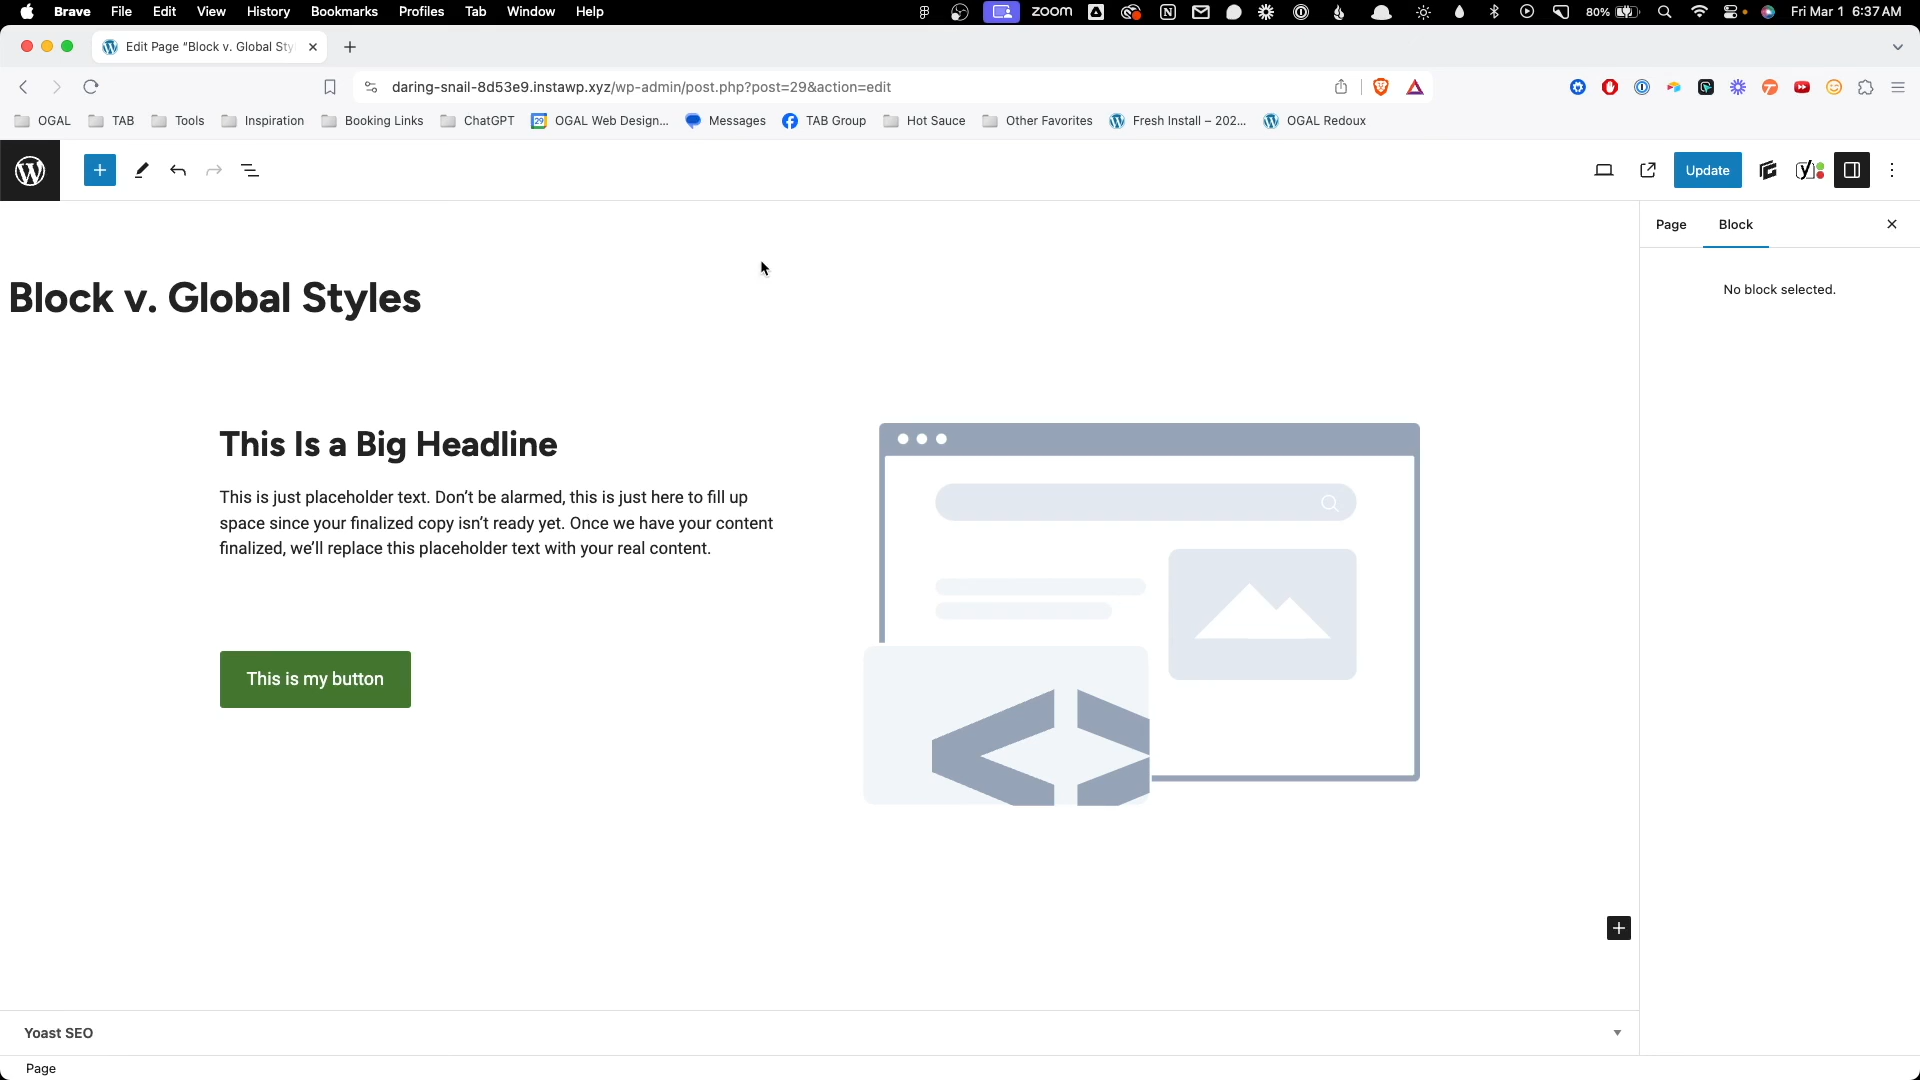 Brave File Edit View History Bookmarks Profiles Tab Window Help zoom 80% Fri Mar 1 6:37 AM
Edit Page "Block v. Global Sty
daring-snail-8d53e9.instawp.xyz/wp-admin/post.php?post=29&action=edit
OGAL TAB Tools Inspiration Booking Links ChatGPT 29 OGAL Web Design... Messages TAB Group Hot Sauce Other Favorites Fresh Install – 202... OGAL Redoux
Update
Page Block
No block selected.
Block v. Global Styles
This Is a Big Headline
This is just placeholder text. Don’t be alarmed, this is just here to fill up
space since your finalized copy isn’t ready yet. Once we have your content
finalized, we’ll replace this placeholder text with your real content.
This is my button
Yoast SEO
Page